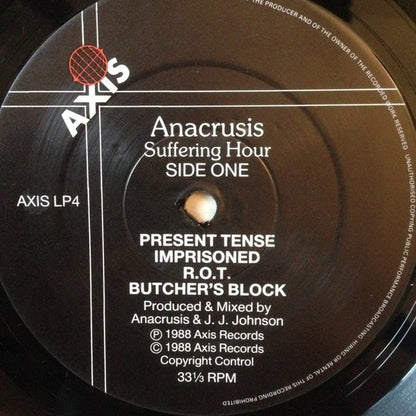 AXIS
THE PRODUCER AND OF THE OWNER OF THE RECORDED WORK RESERVED. UNAUTHORISED COPYING PUBLIC PERFORMANCE BROADCASTING HIRING OR RENTAL OF THIS RECORDING PROHIBITED
Anacrusis
Suffering Hour
SIDE ONE
AXIS LP4
PRESENT TENSE
IMPRISONED
R.O.T.
BUTCHER'S BLOCK
Produced & Mixed by
Anacrusis & J. J. Johnson
Ⓟ 1988 Axis Records
© 1988 Axis Records
Copyright Control
33⅓ RPM